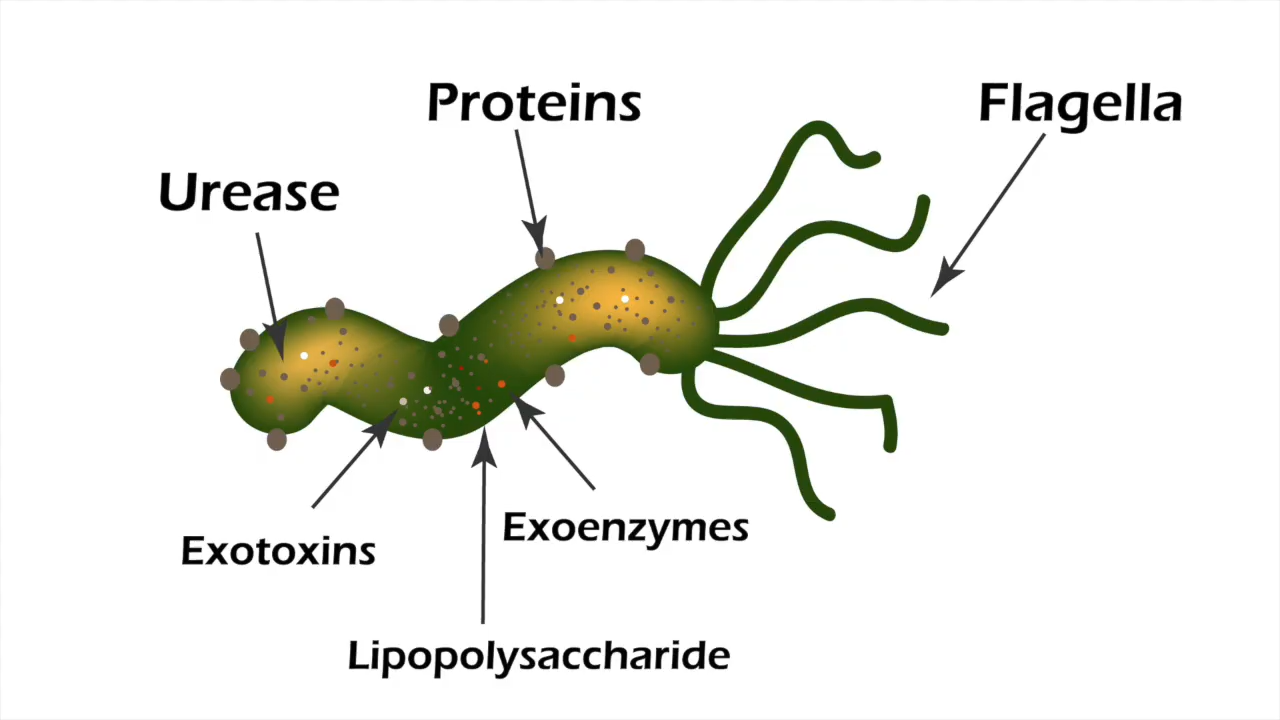 Proteins
Flagella
Urease
Exoenzymes
Exotoxins
Lipopolysaccharide